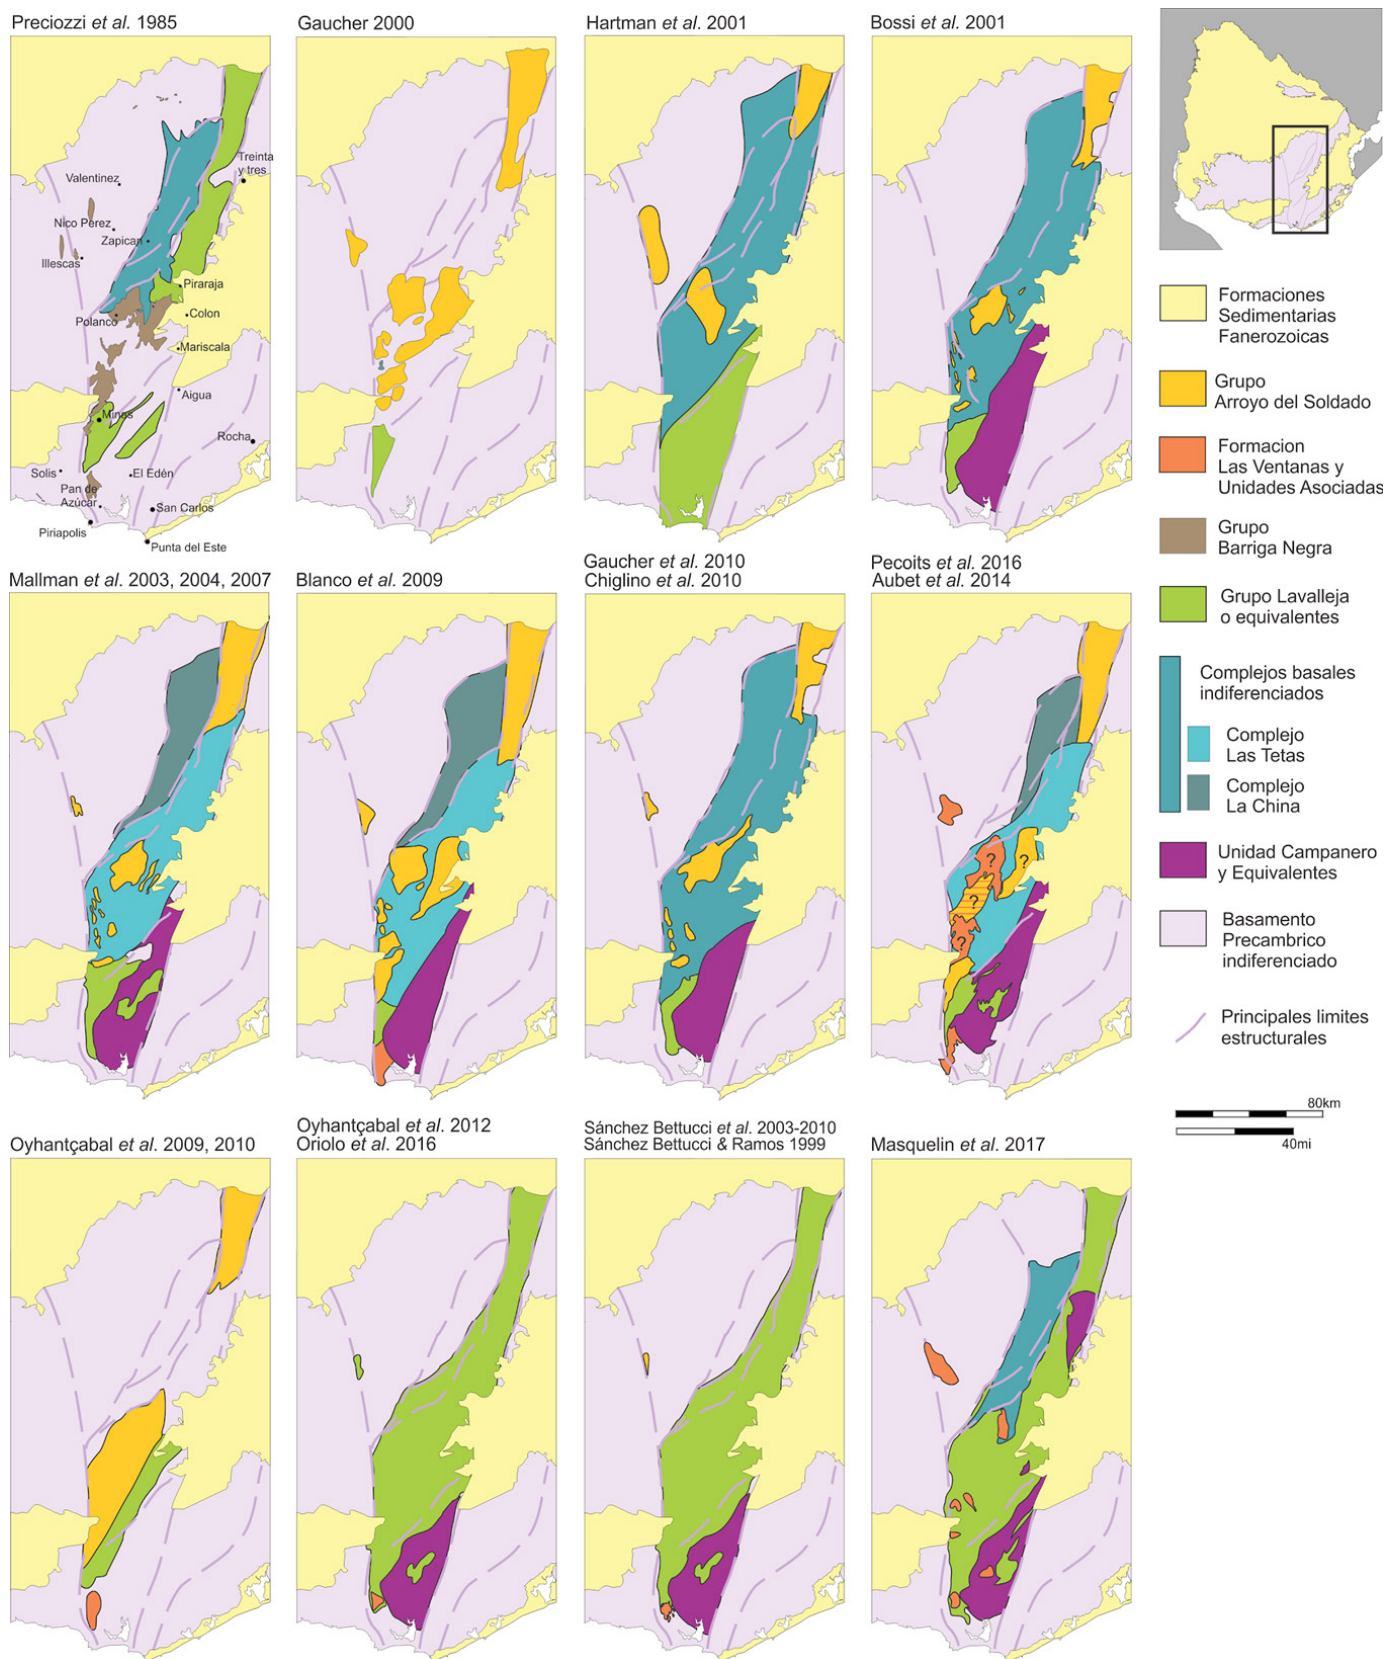 Preciozzi et al. 1985
Gaucher 2000
Hartman 2001
Bossi 2001
Treinta
y tres
Valentinez
Nico Pérez
Zapican
Illescas
Piraraja
Polanco
Colon
Mariscala
Aigua
Minas
Rocha
Solis
El Edén
Pan de
Azúcar
San Carlos
Piriapolis
Punta del Este
Formaciones
Sedimentarias
Fanerozoicas
Grupo
Arroyo del Soldado
Formacion
Las Ventanas y
Unidades Asociadas
Grupo
Barriga Negra
Grupo Lavalleja
o equivalentes
Complejos basales
indiferenciados
Complejo
Las Tetas
Complejo
La China
Unidad Campanero
y Equivalentes
Basamento
Precambrico
indiferenciado
Principales limites
estructurales
80km
40mi
Mallman et al. 2003, 2004, 2007
Blanco et al. 2009
Gaucher et al. 2010
Chiglino et al. 2010
Pecoits et al. 2016
Aubet et al. 2014
?
?
?
?
Oyhantçabal et al. 2009, 2010
Oyhantçabal et al. 2012
Oriolo et al. 2016
Sánchez Bettucci et al. 2003-2010
Sánchez Bettucci & Ramos 1999
Masquelin et al. 2017